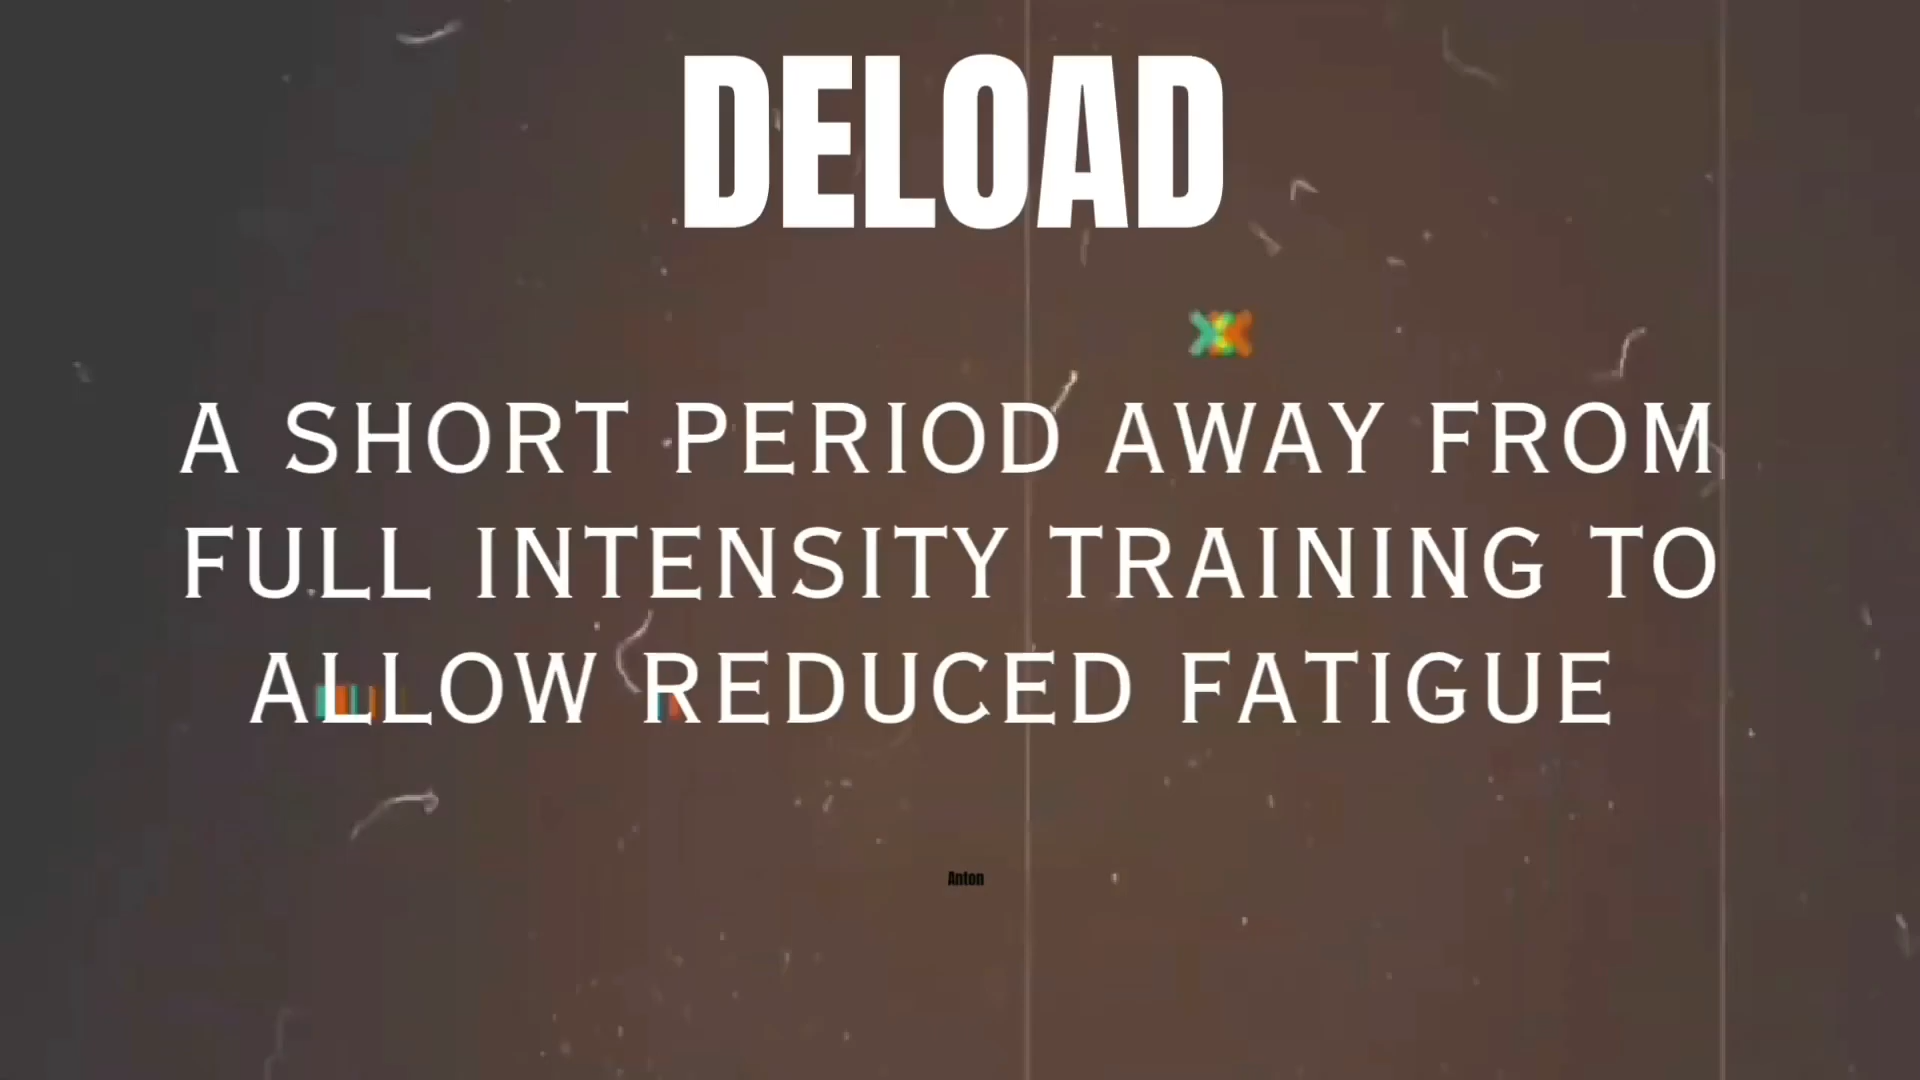 DELOAD
A SHORT PERIOD AWAY FROM
FULL INTENSITY TRAINING TO
ALLOW REDUCED FATIGUE
Anton